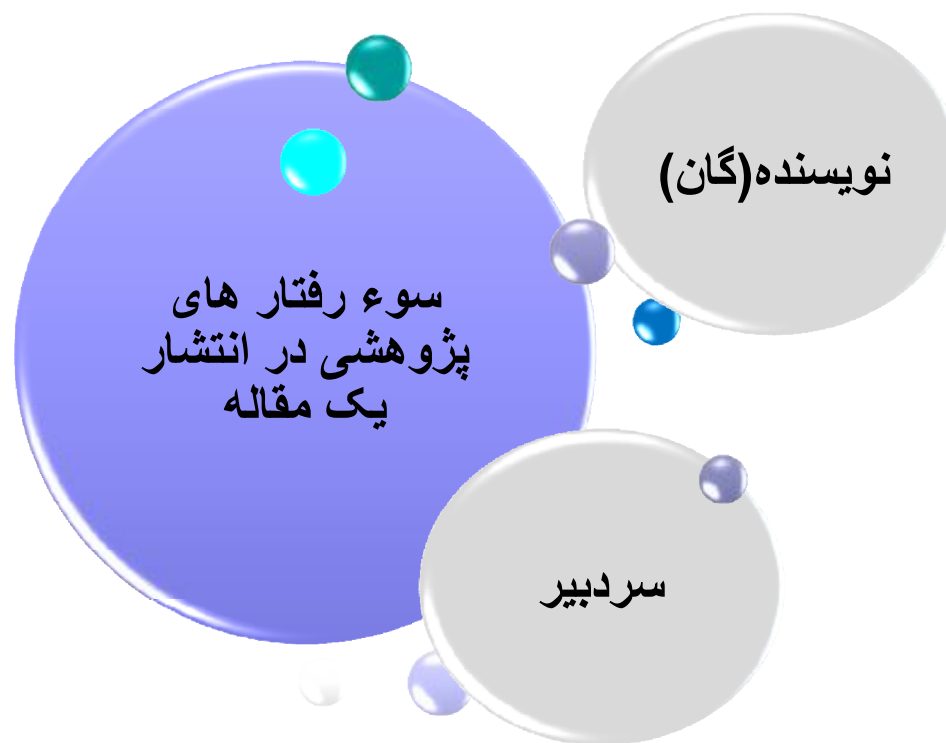 نویسنده(گان)
سوء رفتار های
پژوهشی در انتشار
یک مقاله
سردبیر